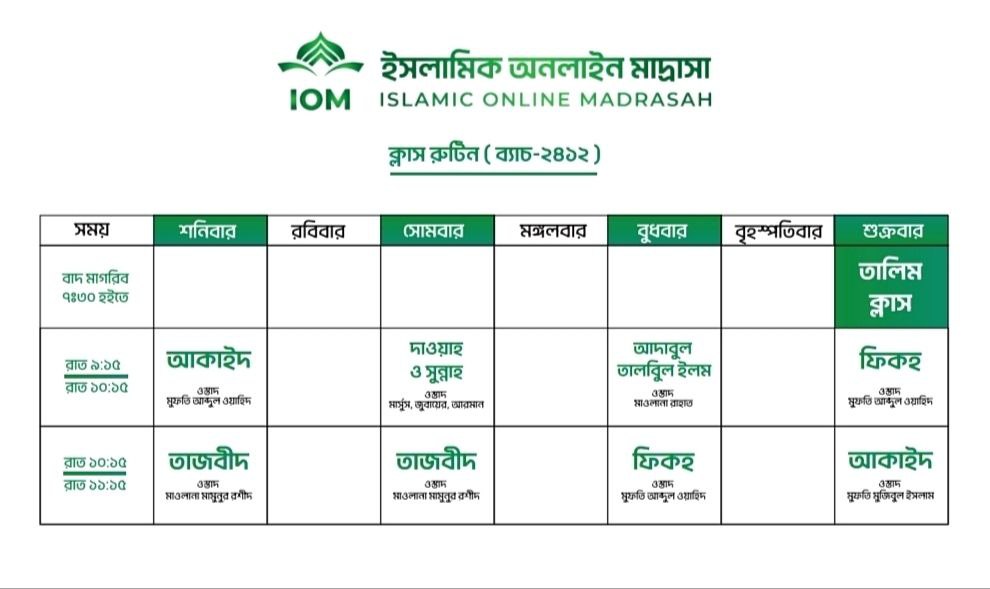 ইসলামিক অনলাইন মাদ্রাসা
IOM
ISLAMIC ONLINE MADRASAH
ক্লাস রুটিন ( ব্যাচ-২৪১২ )
সময় শনিবার রবিবার সোমবার মঙ্গলবার বুধবার বৃহস্পতিবার শুক্রবার
বাদ মাগরিব
৭ঃ৩০ হইতে
তালিম
ক্লাস
রাত ৯:১৫
রাত ১০:১৫
আকাইদ
ওস্তাদ
মুফতি আব্দুল ওয়াহিদ
দাওয়াহ
ও সুন্নাহ
ওস্তাদ
মাসুম, জুবায়ের, আরমান
আদাবুল
তালিবুল ইলম
ওস্তাদ
মাওলানা রাহাত
ফিকহ
ওস্তাদ
মুফতি আব্দুল ওয়াহিদ
রাত ১০:১৫
রাত ১১:১৫
তাজবীদ
ওস্তাদ
মাওলানা মামুনুর রশীদ
তাজবীদ
ওস্তাদ
মাওলানা মামুনুর রশীদ
ফিকহ
ওস্তাদ
মুফতি আব্দুল ওয়াহিদ
আকাইদ
ওস্তাদ
মুফতি মুজিবুল ইসলাম